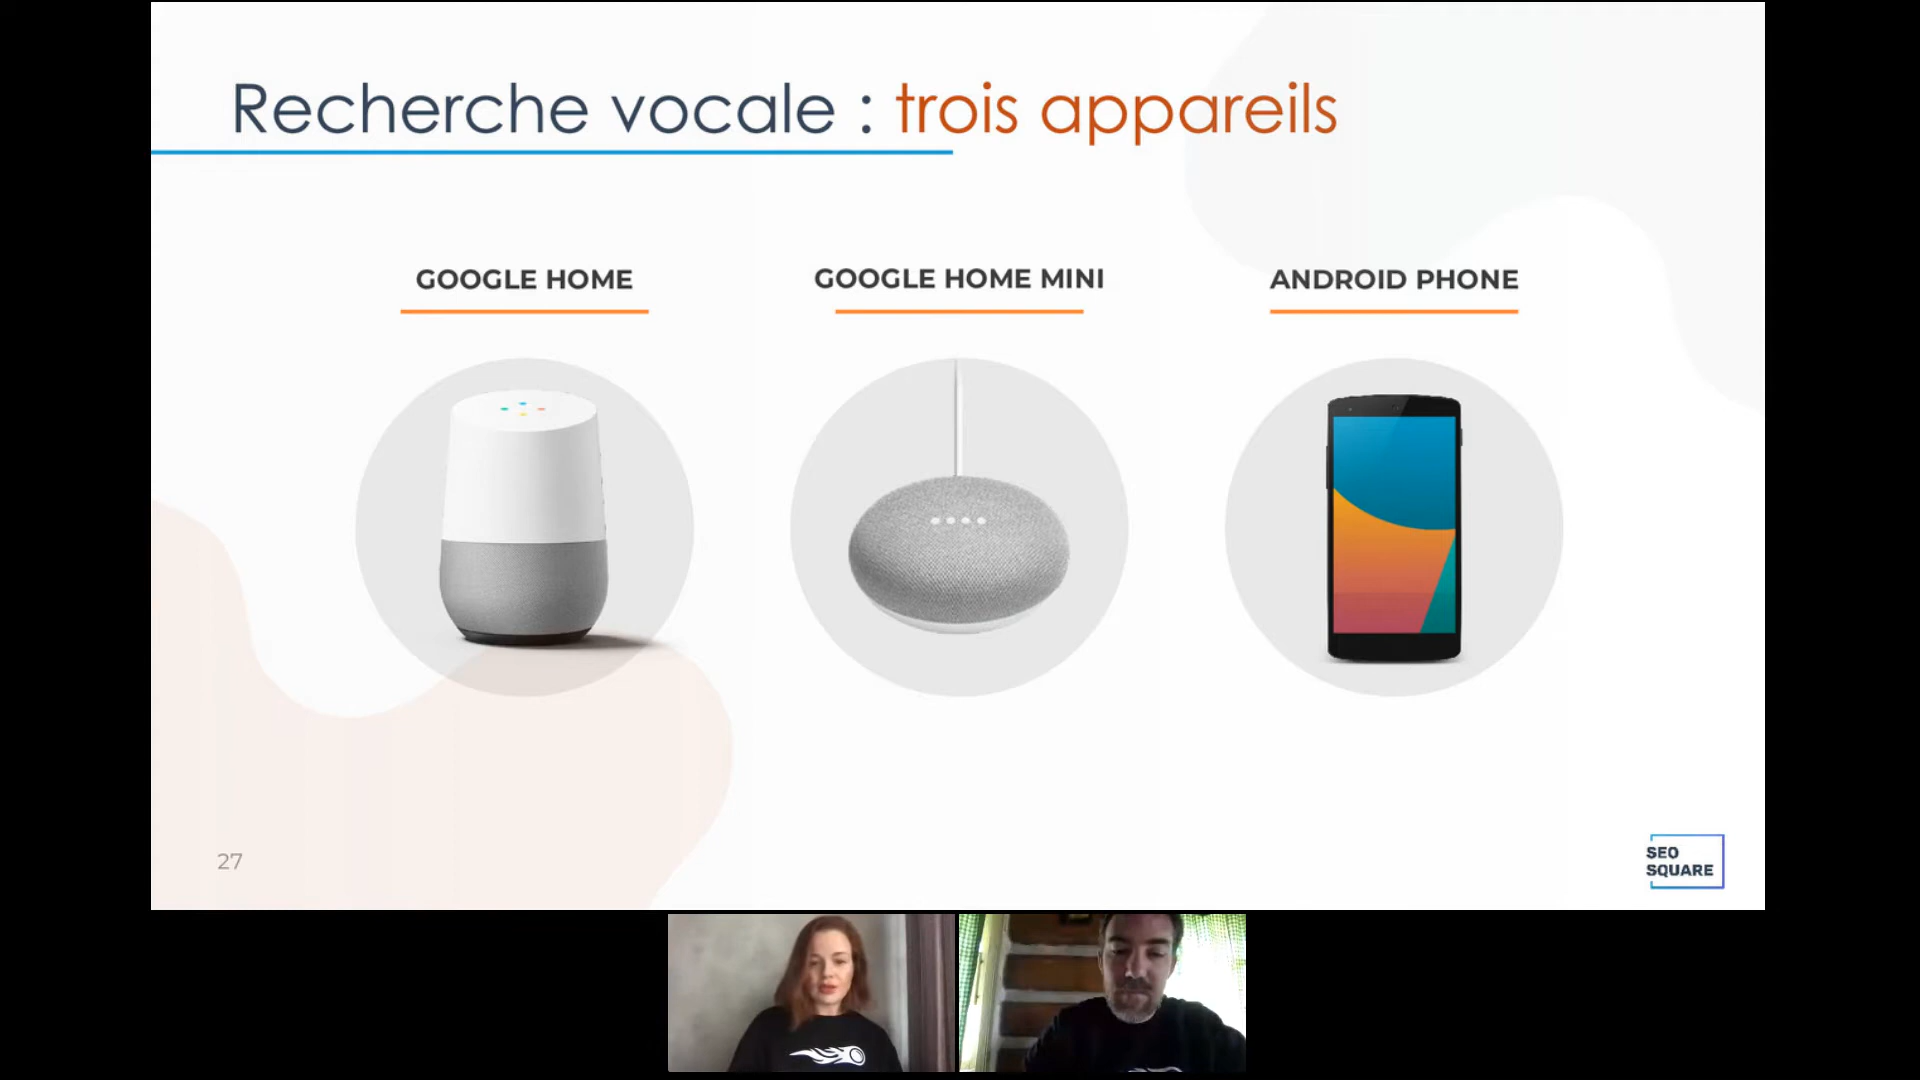 Recherche vocale : trois appareils
GOOGLE HOME
GOOGLE HOME MINI
ANDROID PHONE
27
SEO
SQUARE